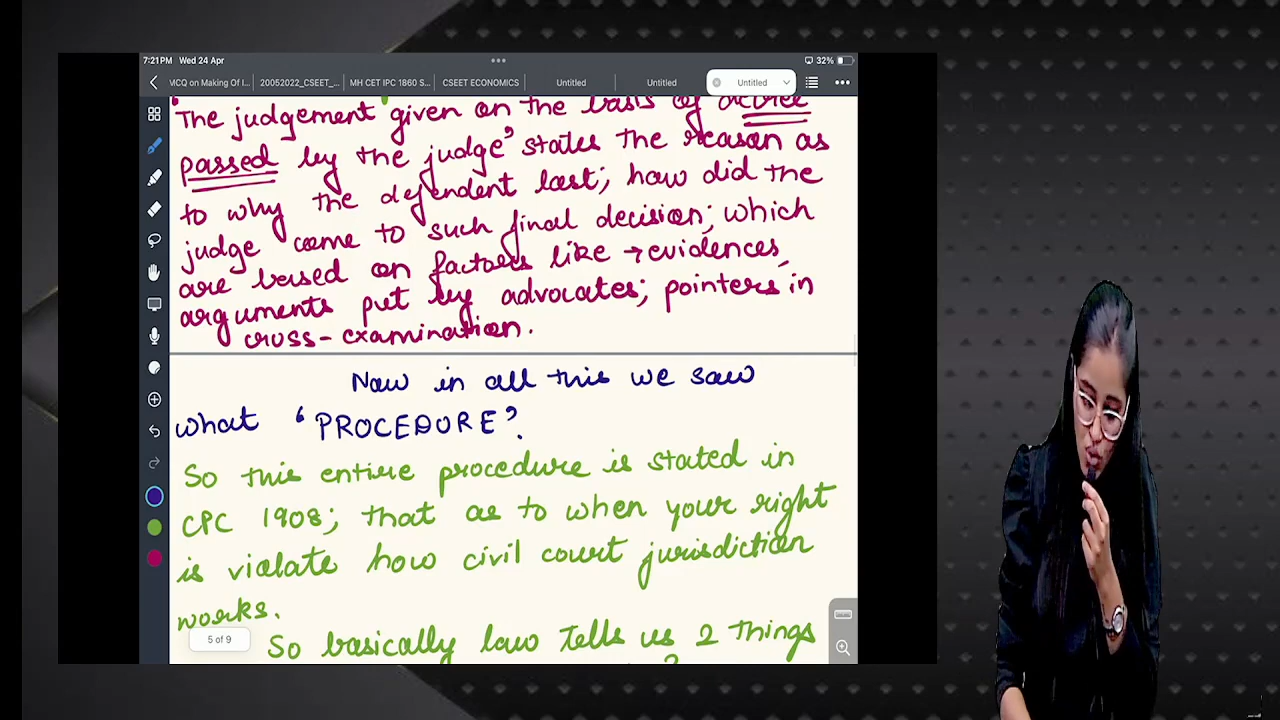 7:21 PM Wed 24 Apr
32%
MCQ on Making Of I... 20052022_CSEET_... MH CET IPC 1860 S... CSEET ECONOMICS Untitled Untitled Untitled
The judgement given on the basis of decree
passed by the judge' states the reason as
to why the dependent lost; how did the
judge come to such final decision; which
are based on factors like → evidences,
arguments put by advocates; pointers in
cross-examination.
Now in all this we saw
what 'PROCEDURE?
So this entire procedure is stated in
CPC 1908; that as to when your right
is violate how civil court jurisdiction
works.
5 of 9
So basically law tells us 2 things